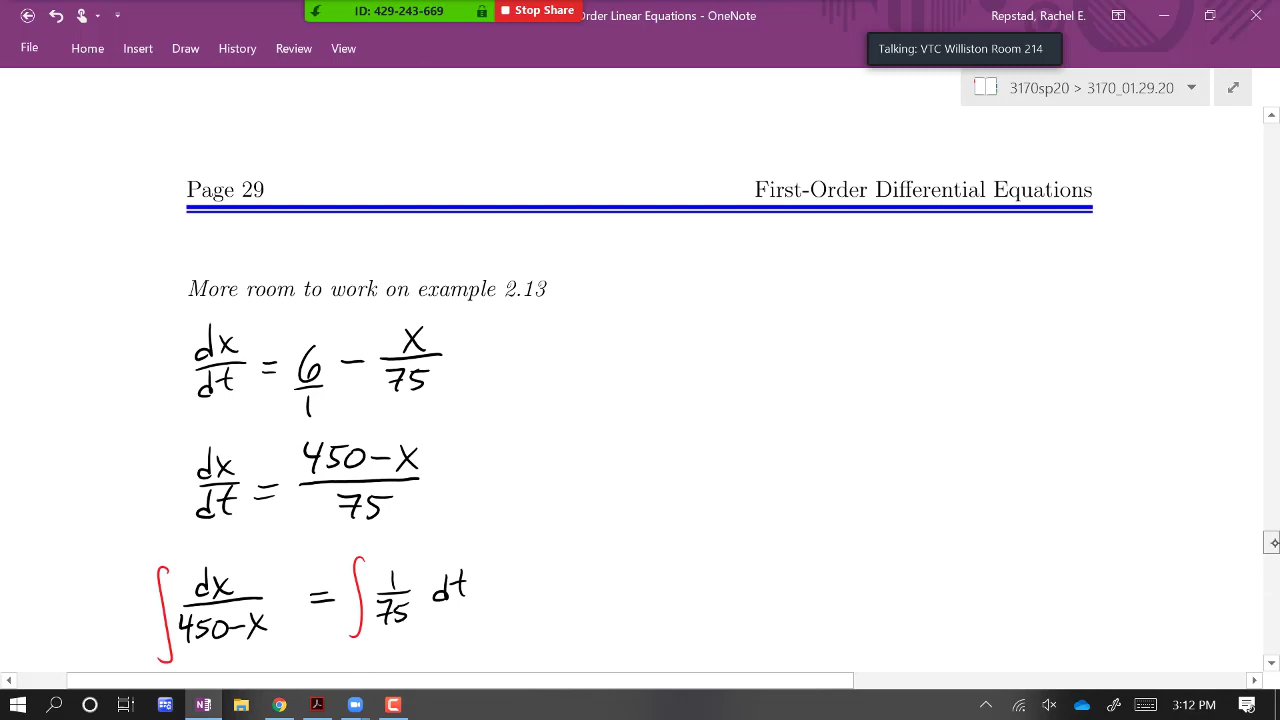 ID: 429-243-669 Stop Share Order Linear Equations - OneNote Repstad, Rachel E.
File Home Insert Draw History Review View
Talking: VTC Williston Room 214
3170sp20 > 3170_01.29.20
Page 29 First-Order Differential Equations
More room to work on example 2.13
dx/dt = 6/1 - x/75
dx/dt = (450-x)/75
∫ dx/(450-x) = ∫ 1/75 dt
3:12 PM